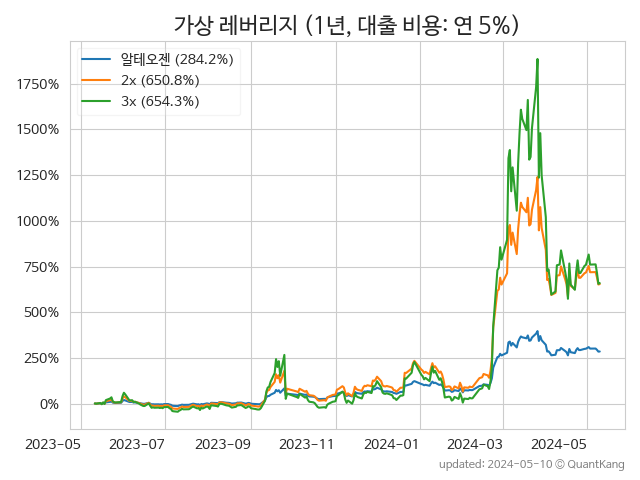 가상 레버리지 (1년, 대출 비용: 연 5%)
알테오젠 (284.2%)
2x (650.8%)
3x (654.3%)
1750%
1500%
1250%
1000%
750%
500%
250%
0%
2023-05 2023-07 2023-09 2023-11 2024-01 2024-03 2024-05
updated: 2024-05-10 ⓒ QuantKang